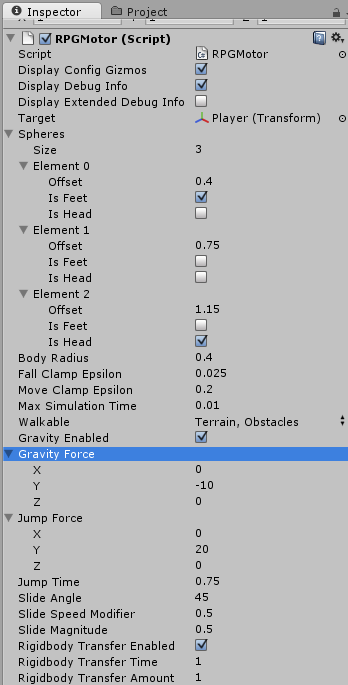 Inspector Project
X 1 Y 1 Z 1
RPGMotor (Script)
Script RPGMotor
Display Config Gizmos
Display Debug Info
Display Extended Debug Info
Target Player (Transform)
Spheres
Size 3
Element 0
Offset 0.4
Is Feet
Is Head
Element 1
Offset 0.75
Is Feet
Is Head
Element 2
Offset 1.15
Is Feet
Is Head
Body Radius 0.4
Fall Clamp Epsilon 0.025
Move Clamp Epsilon 0.2
Max Simulation Time 0.01
Walkable Terrain, Obstacles
Gravity Enabled
Gravity Force
X 0
Y -10
Z 0
Jump Force
X 0
Y 20
Z 0
Jump Time 0.75
Slide Angle 45
Slide Speed Modifier 0.5
Slide Magnitude 0.5
Rigidbody Transfer Enabled
Rigidbody Transfer Time 1
Rigidbody Transfer Amount 1